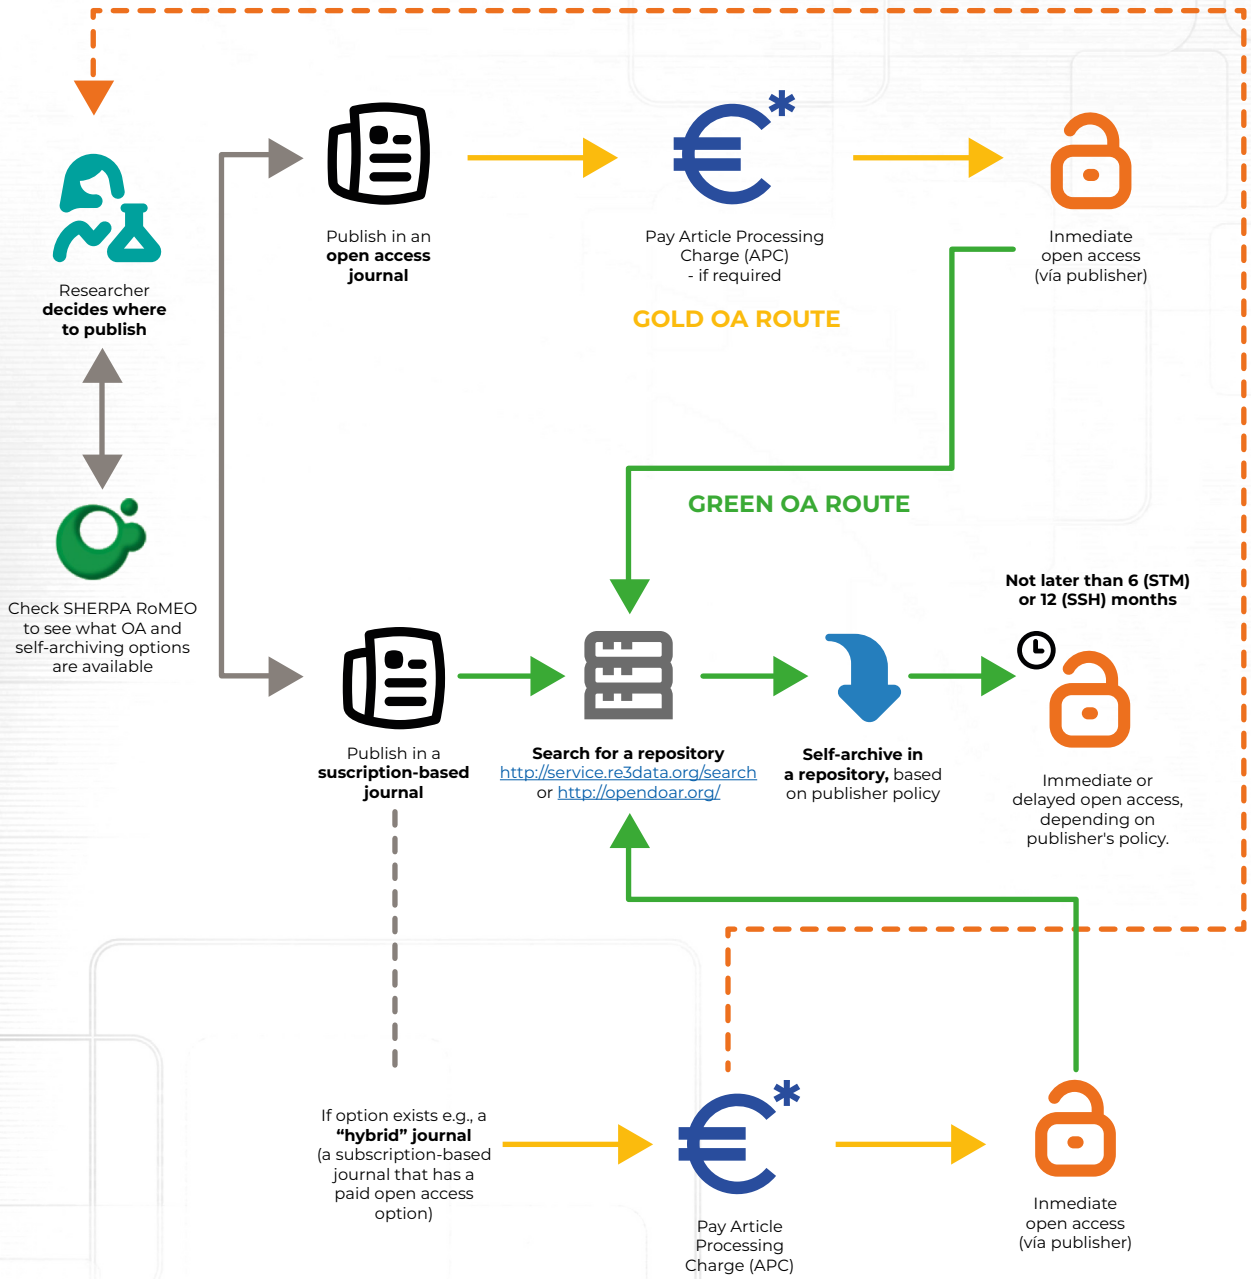 Researcher
decides where
to publish
Check SHERPA RoMEO
to see what OA and
self-archiving options
are available
Publish in an
open access
journal
Pay Article Processing
Charge (APC)
- if required
Inmediate
open access
(vía publisher)
GOLD OA ROUTE
GREEN OA ROUTE
Not later than 6 (STM)
or 12 (SSH) months
Publish in a
suscription-based
journal
Search for a repository
http://service.re3data.org/search
or http://opendoar.org/
Self-archive in
a repository, based
on publisher policy
Immediate or
delayed open access,
depending on
publisher's policy.
If option exists e.g., a
“hybrid” journal
(a subscription-based
journal that has a
paid open access
option)
Pay Article
Processing
Charge (APC)
Inmediate
open access
(vía publisher)